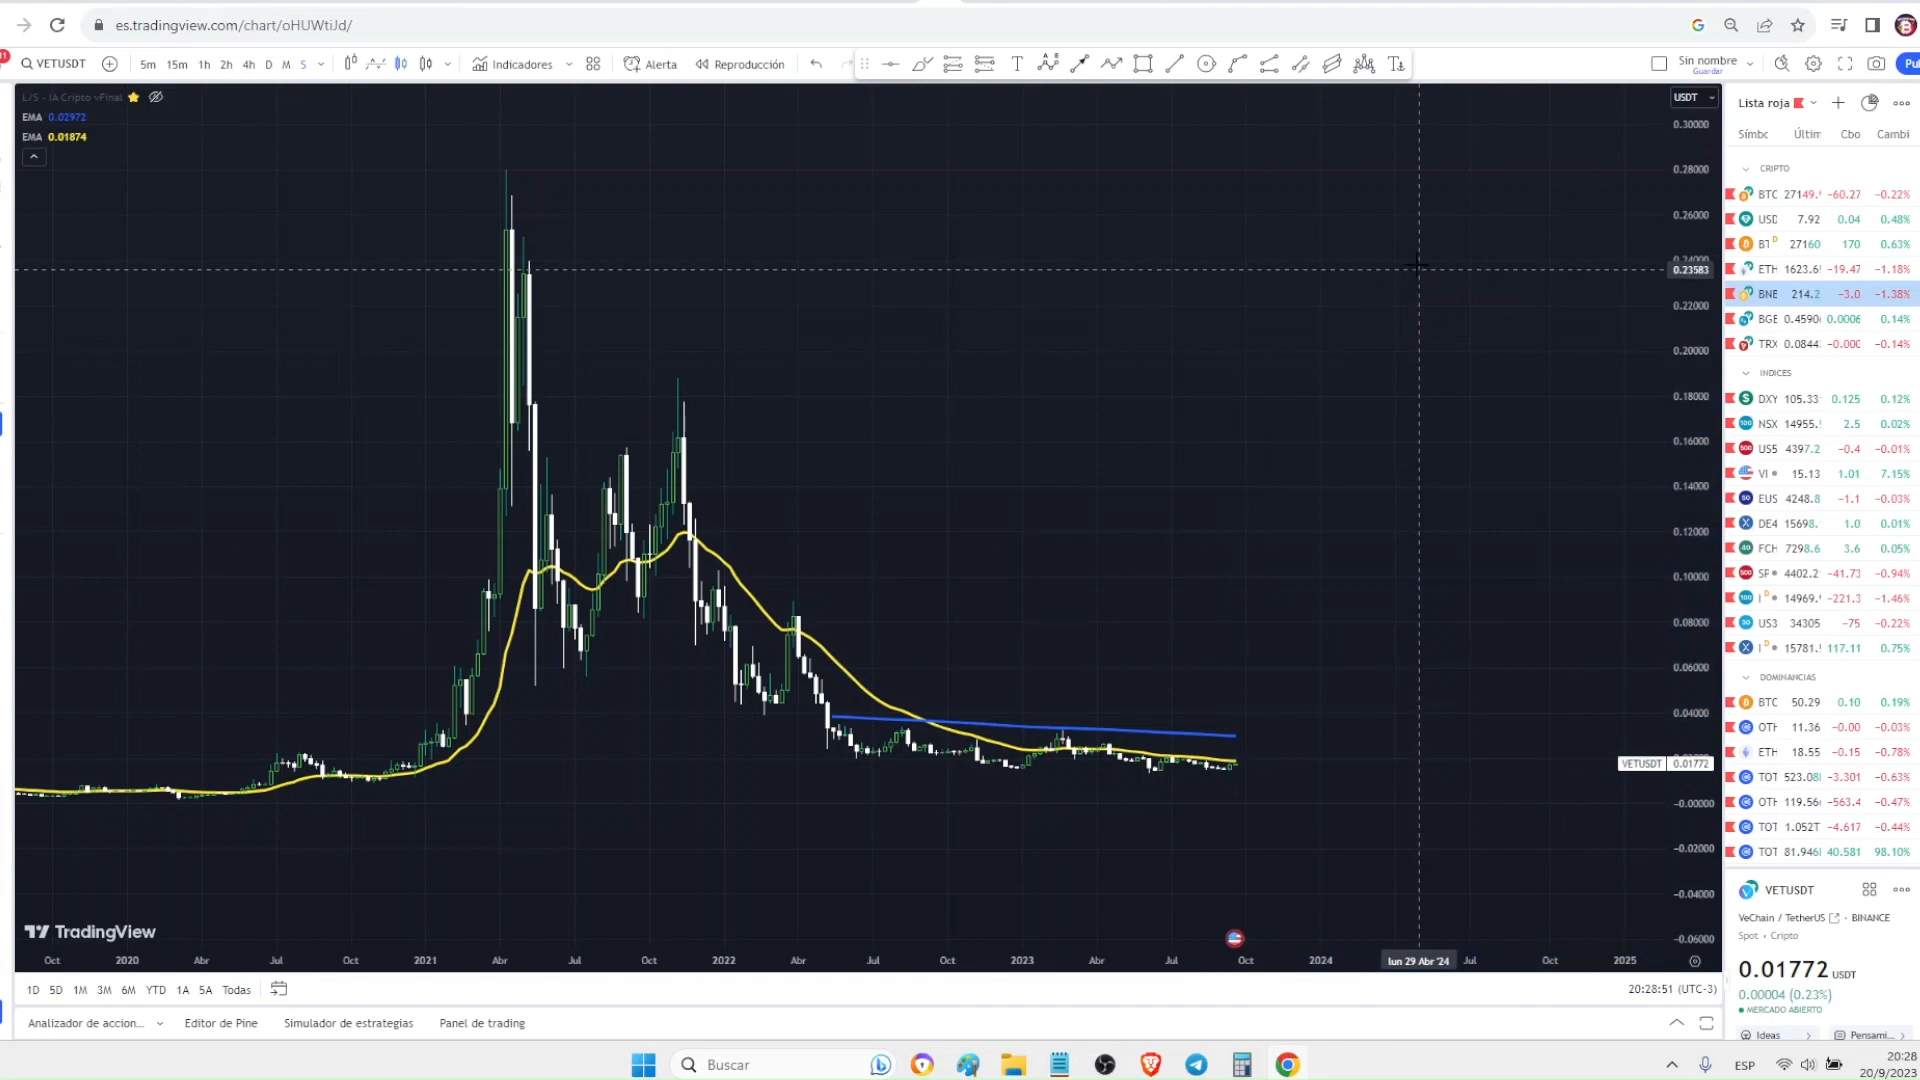 es.tradingview.com/chart/oHUWtiJd/
11
VETUSDT
5m 15m 1h 2h 4h D M S
Indicadores
Alerta
Reproducción
Sin nombre
Guardar
L/S - IA Cripto vFinal
EMA 0.02972
EMA 0.01874
USDT
0.30000
0.28000
0.26000
0.23583
0.22000
0.20000
0.18000
0.16000
0.14000
0.12000
0.10000
0.08000
0.06000
0.04000
VETUSDT 0.01772
-0.00000
-0.02000
-0.04000
-0.06000
TradingView
Oct 2020 Abr Jul Oct 2021 Abr Jul Oct 2022 Abr Jul Oct 2023 Abr Jul Oct 2024 lun 29 Abr '24 Jul Oct 2025
1D 5D 1M 3M 6M YTD 1A 5A Todas
20:28:51 (UTC-3)
Analizador de accion... Editor de Pine Simulador de estrategias Panel de trading
Lista roja
Símbc Últim Cbo Cambi
CRIPTO
BTC 27149. -60.27 -0.22%
USD 7.92 0.04 0.48%
D 27160 170 0.63%
ETH 1623.6 -19.47 -1.18%
BNE 214.2 -3.0 -1.38%
BGE 0.4590 0.0006 0.14%
TRX 0.0844 -0.000 -0.14%
INDICES
DXY 105.33 0.125 0.12%
NSX 14955. 2.5 0.02%
US5 4397.2 -0.4 -0.01%
VI 15.13 1.01 7.15%
EUS 4248.8 -1.1 -0.03%
DE4 15698. 1.0 0.01%
FCH 7298.6 3.6 0.05%
SP 4402.2 -41.73 -0.94%
D 14969. -221.3 -1.46%
US3 34305 -75 -0.22%
D 15781. 117.11 0.75%
DOMINANCIAS
BTC 50.29 0.10 0.19%
OTH 11.36 -0.00 -0.03%
ETH 18.55 -0.15 -0.78%
TOT 523.08 -3.301 -0.63%
OTH 119.56 -563.4 -0.47%
TOT 1.052T -4.617 -0.44%
TOT 81.946 40.581 98.10%
VETUSDT
VeChain / TetherUS · BINANCE
Spot • Cripto
0.01772 USDT
0.00004 (0.23%)
MERCADO ABIERTO
Ideas
Pensami...
Buscar
ESP
20:28
20/9/2023